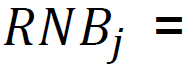 RNB_j =